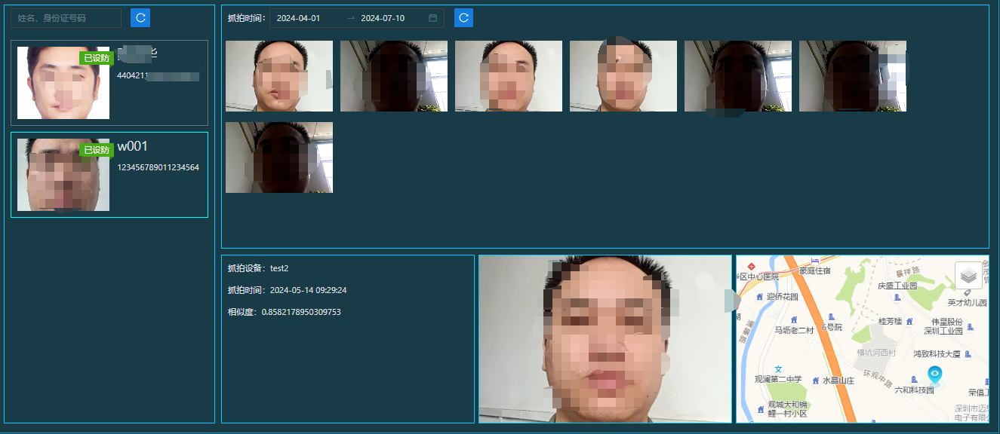 姓名、身份证号码
已设防
4404211
已设防
w001
123456789011234564
抓拍时间：
2024-04-01
→
2024-07-10
抓拍设备：test2
抓拍时间：2024-05-14 09:29:24
相似度：0.8582178950309753
豪庭住宿
区中心医院
景祥路
庆盛工业园
迎侨花园
英才幼儿园
马坜老二村
6号院
桂芳楼
伟星股份
深圳工业园
横坑河西村
鸿致科技大厦
观澜第二中学
水晶山庄
环观中路
六和科技园
荣倡工
观城大和锦
鲤一村小区
深圳市迈思
电子有限公